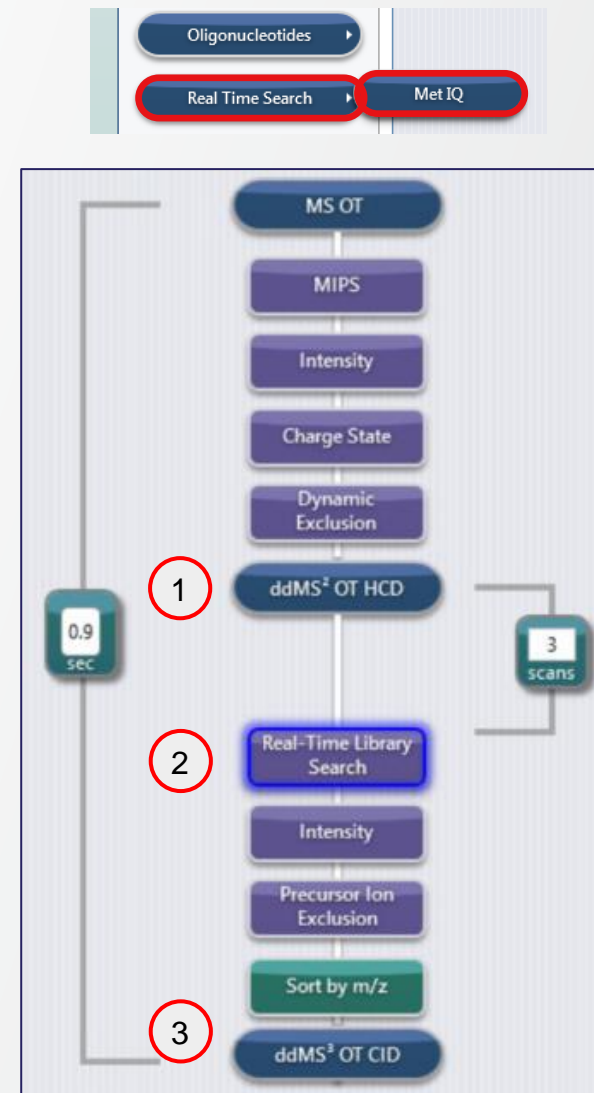 Oligonucleotides
Real Time Search
Met IQ
MS OT
MIPS
Intensity
Charge State
Dynamic
Exclusion
1
ddMS² OT HCD
0.9
sec
3
scans
2
Real-Time Library
Search
Intensity
Precursor Ion
Exclusion
Sort by m/z
3
ddMS³ OT CID